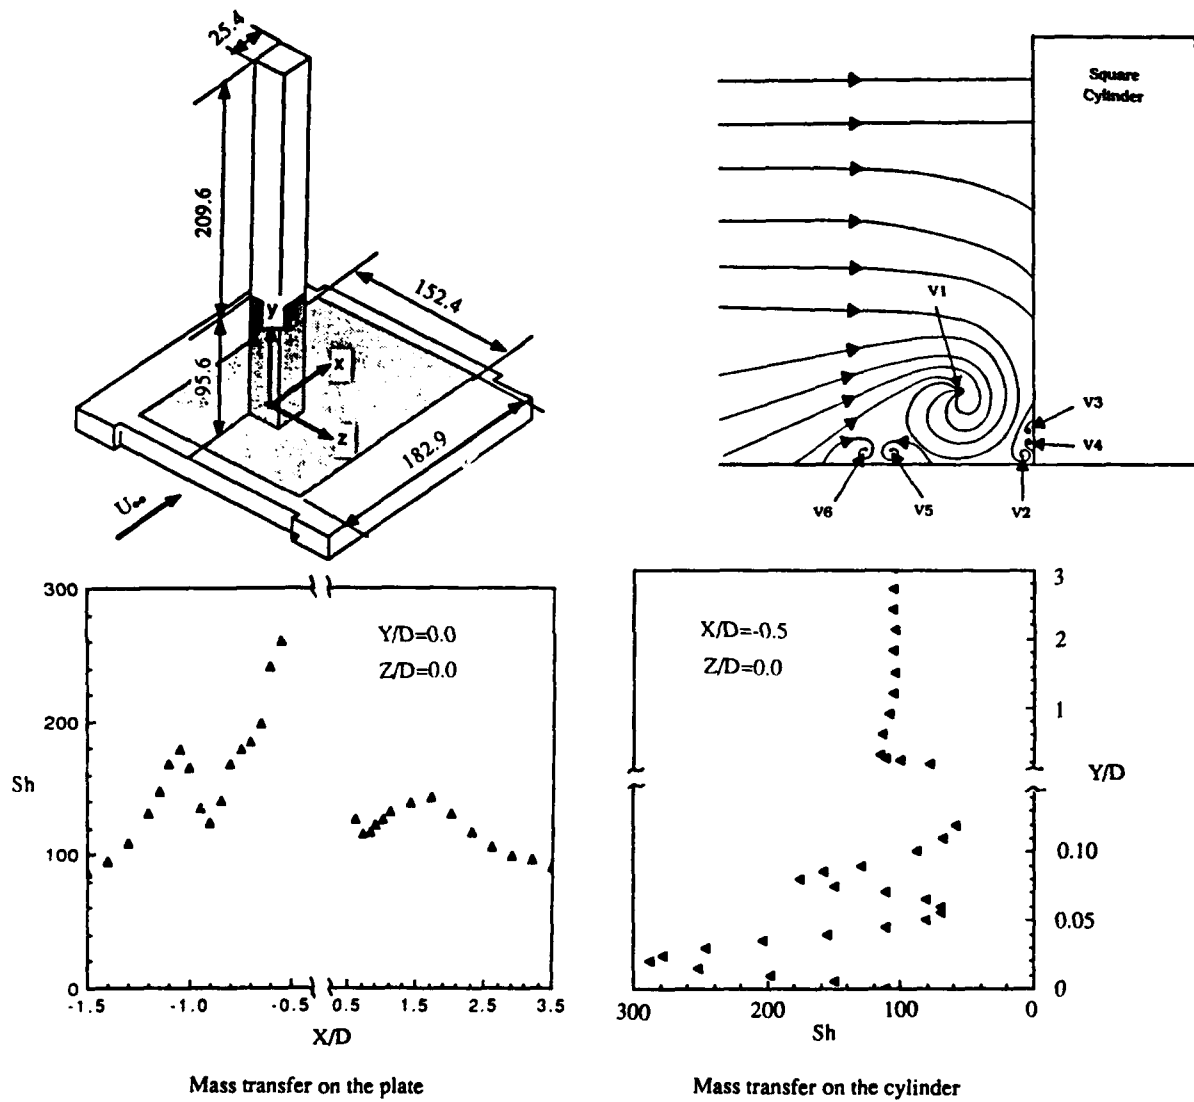 25.4
209.6
95.6
y
x
z
152.4
182.9
U∞
Square
Cylinder
V1
V3
V4
V6
V5
V2
300
200
100
0
Sh
Y/D=0.0
Z/D=0.0
-1.5
-1.0
-0.5
0.5
1.5
2.5
3.5
X/D
Mass transfer on the plate
X/D=-0.5
Z/D=0.0
3
2
1
Y/D
0.10
0.05
0
300
200
100
0
Sh
Mass transfer on the cylinder